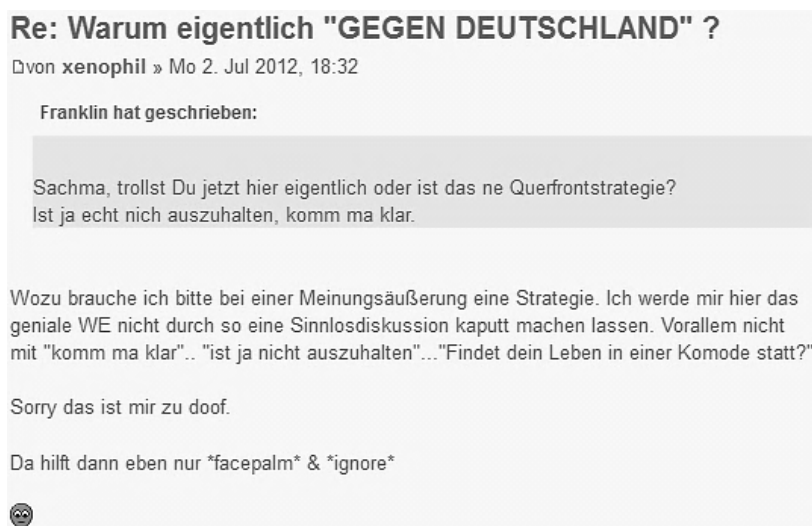 Re: Warum eigentlich "GEGEN DEUTSCHLAND" ?
von xenophil » Mo 2. Jul 2012, 18:32
Franklin hat geschrieben:
Sachma, trollst Du jetzt hier eigentlich oder ist das ne Querfrontstrategie?
Ist ja echt nich auszuhalten, komm ma klar.
Wozu brauche ich bitte bei einer Meinungsäußerung eine Strategie. Ich werde mir hier das
geniale WE nicht durch so eine Sinnlosdiskussion kaputt machen lassen. Vorallem nicht
mit "komm ma klar".. "ist ja nicht auszuhalten"..."Findet dein Leben in einer Komode statt?"
Sorry das ist mir zu doof.
Da hilft dann eben nur *facepalm* & *ignore*